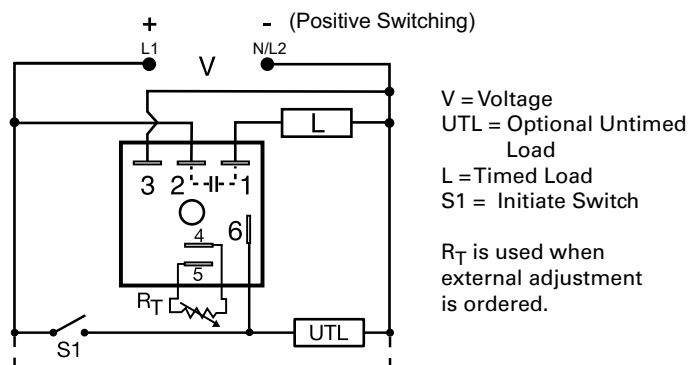 + - (Positive Switching)
L1 V N/L2
L
3 2 1
6
4
5
RT
S1 UTL
V = Voltage
UTL = Optional Untimed
Load
L = Timed Load
S1 = Initiate Switch
RT is used when
external adjustment
is ordered.